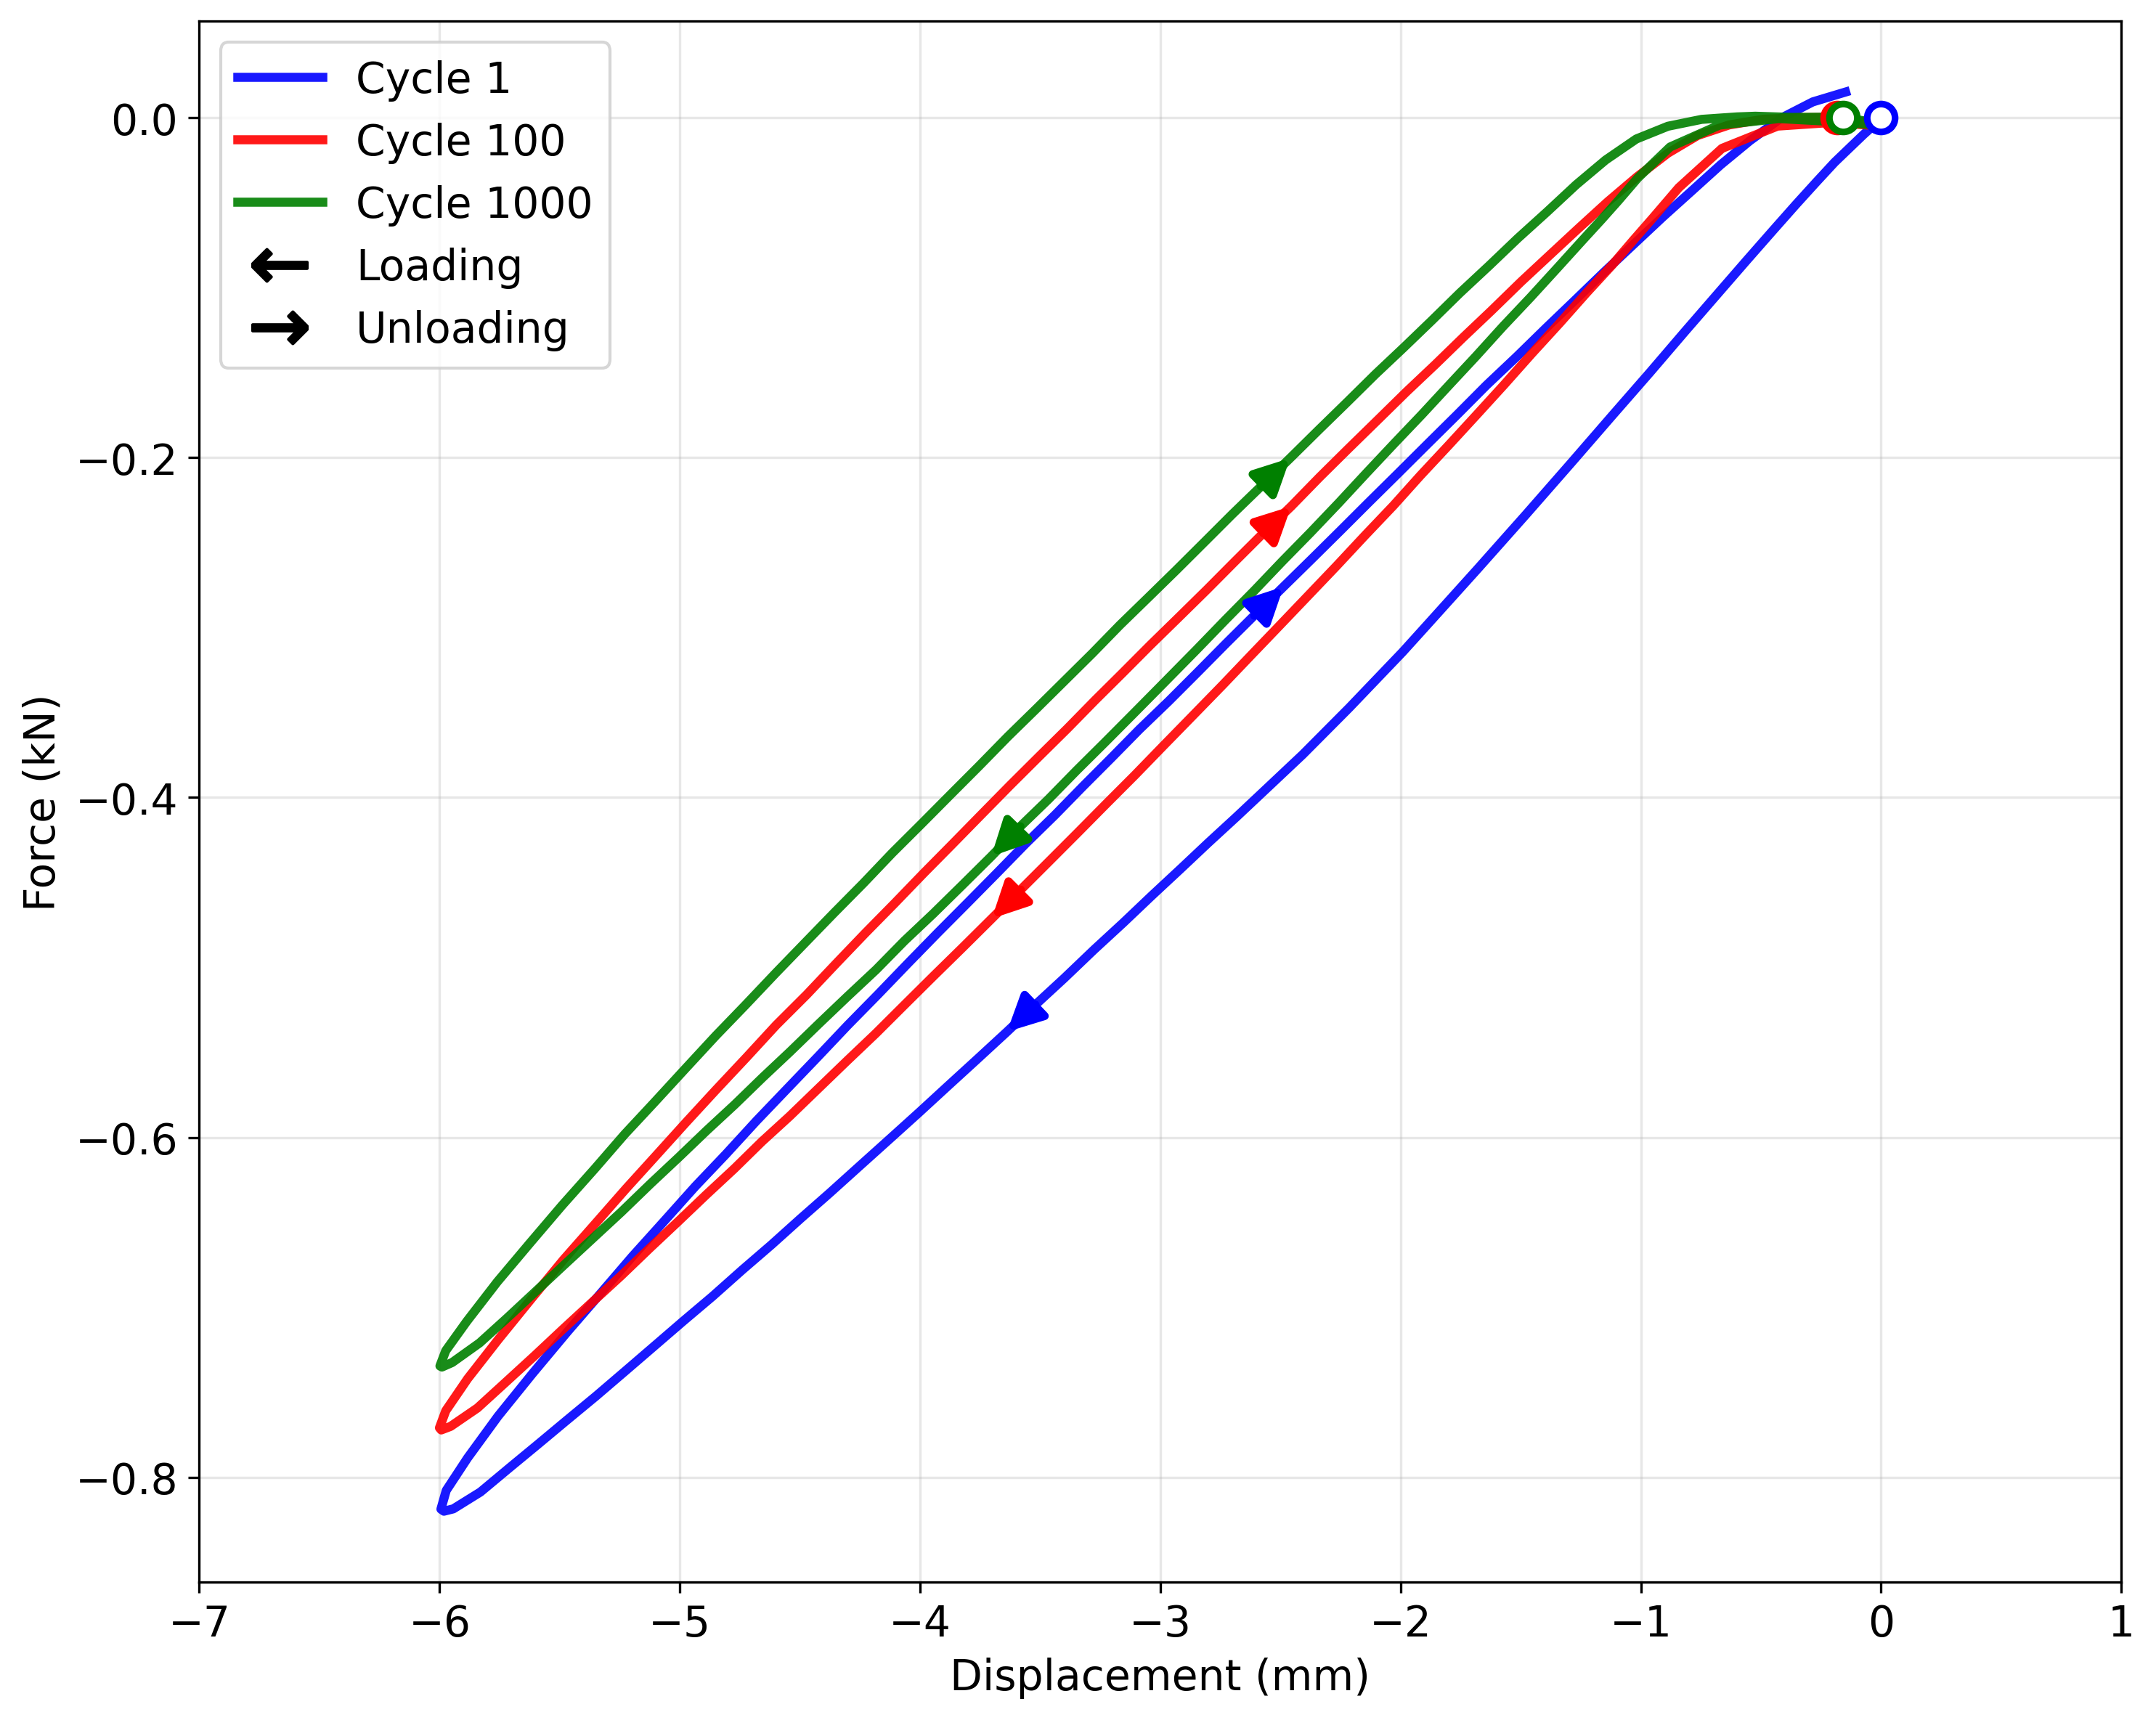 Cycle 1
Cycle 100
Cycle 1000
Loading
Unloading
0.0
−0.2
−0.4
−0.6
−0.8
Force (kN)
−7 −6 −5 −4 −3 −2 −1 0 1
Displacement (mm)